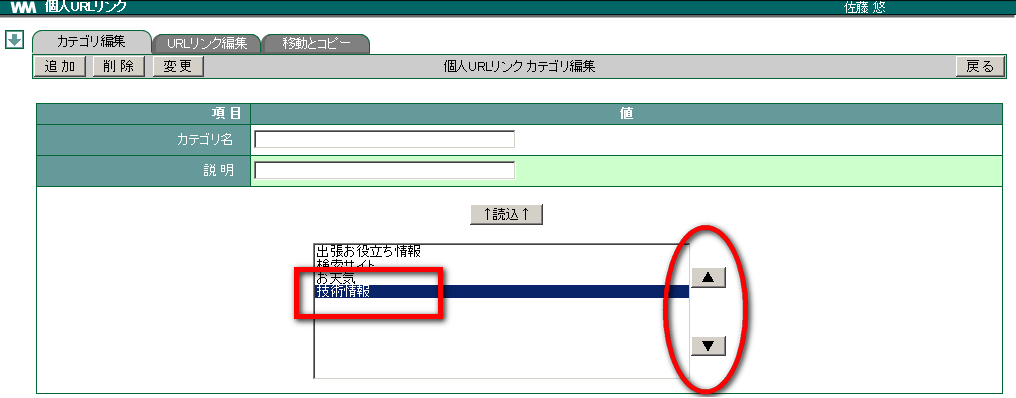 WM 個人URLリンク 佐藤 悠
カテゴリ編集 URLリンク編集 移動とコピー
追加 削除 変更 個人URLリンク カテゴリ編集 戻る
項目 値
カテゴリ名
説明
↑読込↑
出張お役立ち情報
検索サイト
お天気
技術情報
▲
▼